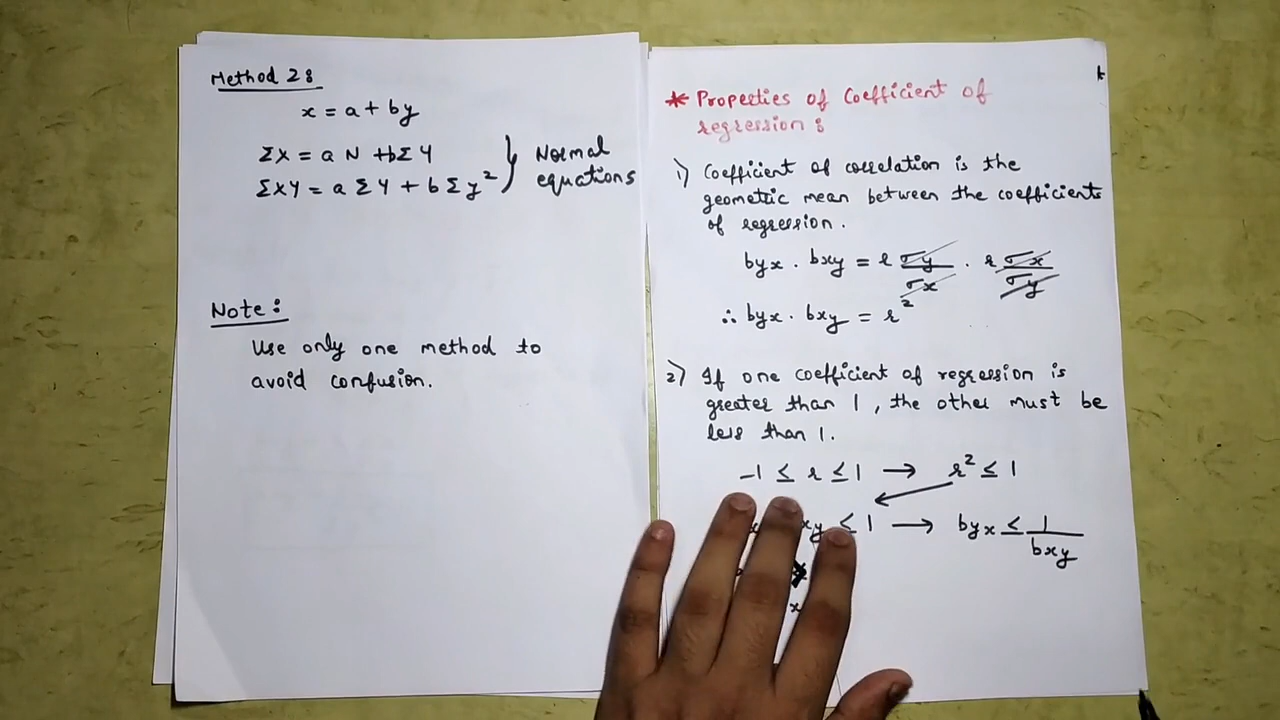 Method 2:
x = a + by
Σx = a N + bΣy
Σxy = a Σy + b Σy²
Normal
equations
Note:
Use only one method to
avoid confusion.
* Properties of Coefficient of
regression :
1) Coefficient of correlation is the
geometric mean between the coefficients
of regression.
byx . bxy = r σy/σx . r σx/σy
∴ byx . bxy = r²
2) If one coefficient of regression is
greater than 1, the other must be
less than 1.
-1 ≤ r ≤ 1 → r² ≤ 1
xy ≤ 1 → byx ≤ 1/bxy